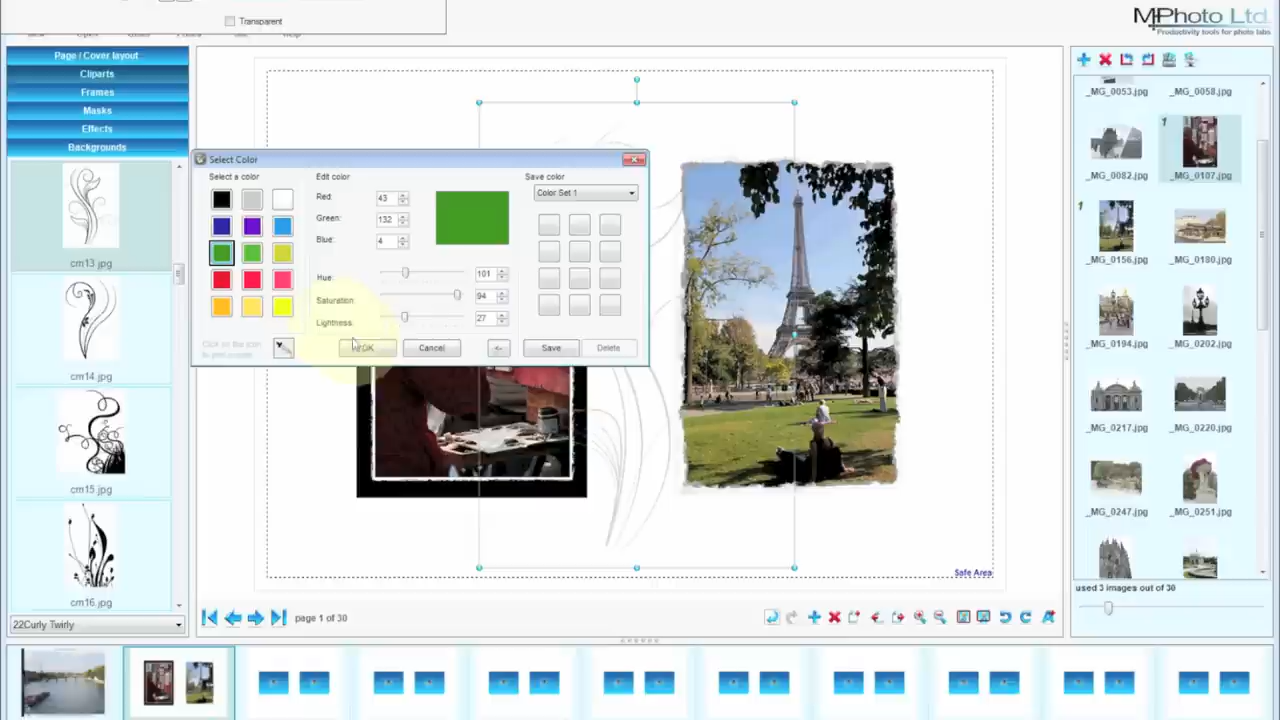 Transparent
M+Photo Ltd.
Productivity tools for photo labs
Page / Cover layout
Cliparts
Frames
Masks
Effects
Backgrounds
cm13.jpg
cm14.jpg
cm15.jpg
cm16.jpg
22Curly Twirly
Select Color
Select a color
Edit color
Save color
Red:
43
Green:
132
Blue:
4
Color Set 1
Hue:
101
Saturation:
94
Lightness:
27
OK
Cancel
<-
Save
Delete
Safe Area
page 1 of 30
_MG_0053.jpg
_MG_0058.jpg
1
_MG_0082.jpg
_MG_0107.jpg
1
_MG_0156.jpg
_MG_0180.jpg
_MG_0194.jpg
_MG_0202.jpg
_MG_0217.jpg
_MG_0220.jpg
_MG_0247.jpg
_MG_0251.jpg
used 3 images out of 30